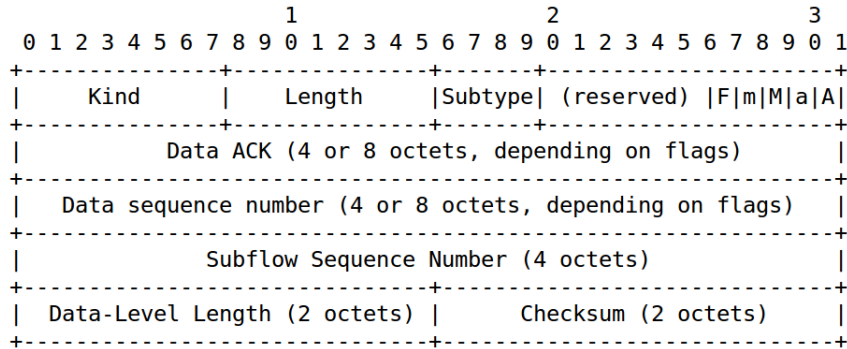 1                   2                   3
 0 1 2 3 4 5 6 7 8 9 0 1 2 3 4 5 6 7 8 9 0 1 2 3 4 5 6 7 8 9 0 1
+---------------+---------------+-------+----------------------+
|     Kind      |    Length     |Subtype| (reserved) |F|m|M|a|A|
+---------------+---------------+-------+----------------------+
|           Data ACK (4 or 8 octets, depending on flags)       |
+--------------------------------------------------------------+
|   Data sequence number (4 or 8 octets, depending on flags)   |
+--------------------------------------------------------------+
|              Subflow Sequence Number (4 octets)              |
+-------------------------------+------------------------------+
|  Data-Level Length (2 octets) |      Checksum (2 octets)     |
+-------------------------------+------------------------------+